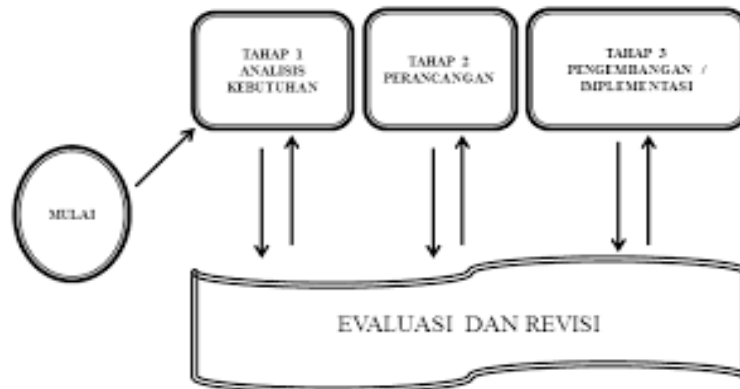 TAHAP 1
ANALISIS
KEBUTUHAN
TAHAP 2
PERANCANGAN
TAHAP 3
PENGEMBANGAN /
IMPLEMENTASI
MULAI
EVALUASI DAN REVISI